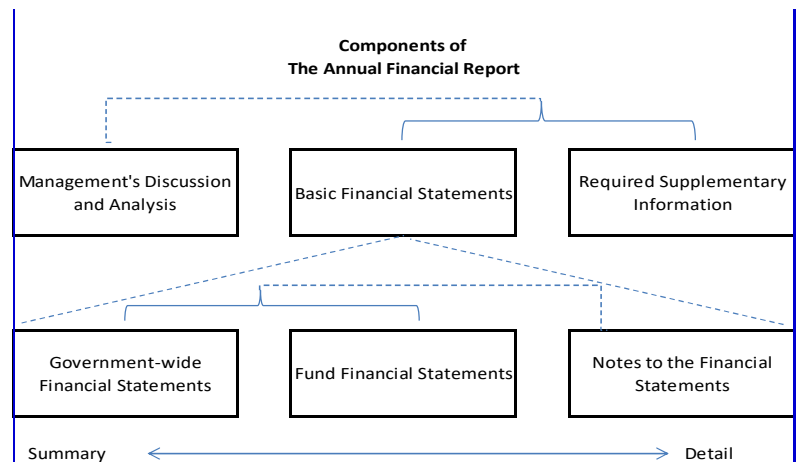 Components of
The Annual Financial Report
Management's Discussion
and Analysis
Basic Financial Statements
Required Supplementary
Information
Government-wide
Financial Statements
Fund Financial Statements
Notes to the Financial
Statements
Summary
Detail